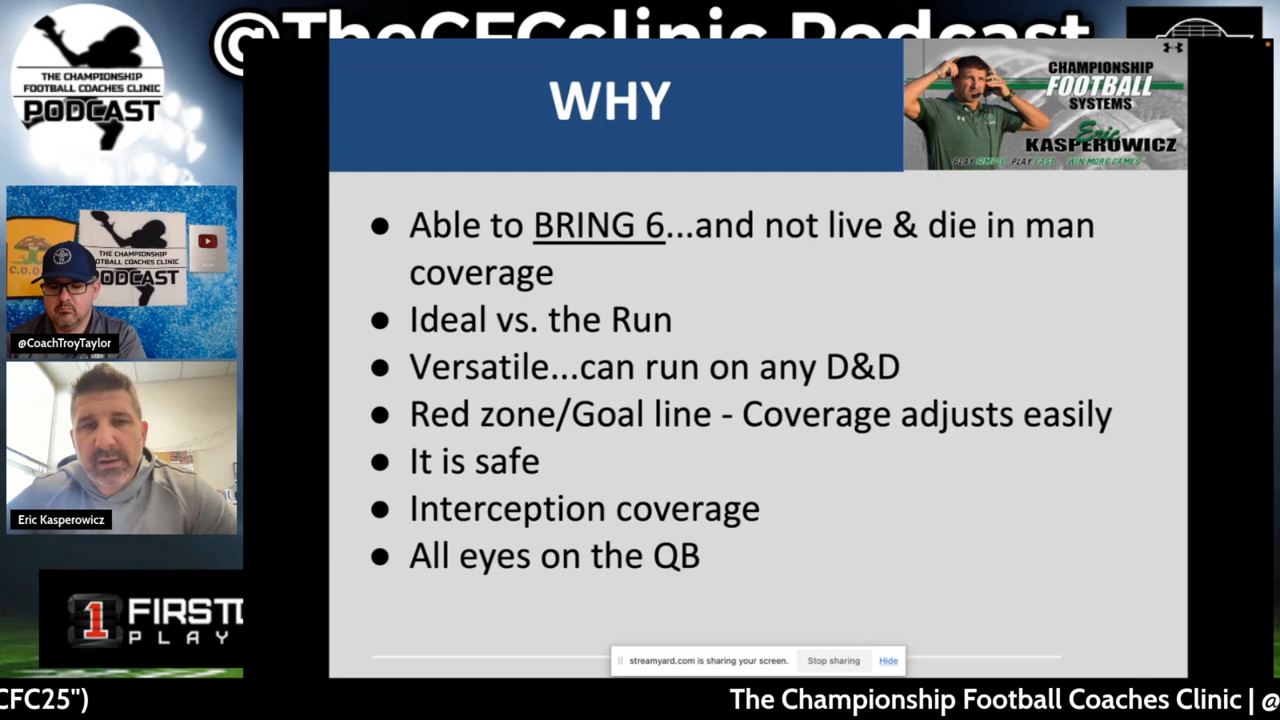 @TheCFCclinic Podcast
THE CHAMPIONSHIP
FOOTBALL COACHES CLINIC
PODCAST
WHY
CHAMPIONSHIP
FOOTBALL
SYSTEMS
Eric
KASPEROWICZ
PLAY SIMPLE. PLAY FAST WIN MORE GAMES
C.O.O
THE CHAMPIONSHIP
FOOTBALL COACHES CLINIC
PODCAST
@CoachTroyTaylor
Eric Kasperowicz
● Able to BRING 6...and not live & die in man
coverage
● Ideal vs. the Run
● Versatile...can run on any D&D
● Red zone/Goal line - Coverage adjusts easily
● It is safe
● Interception coverage
● All eyes on the QB
1 FIRSTD
PLAY
streamyard.com is sharing your screen. Stop sharing Hide
CFC25")
The Championship Football Coaches Clinic | @